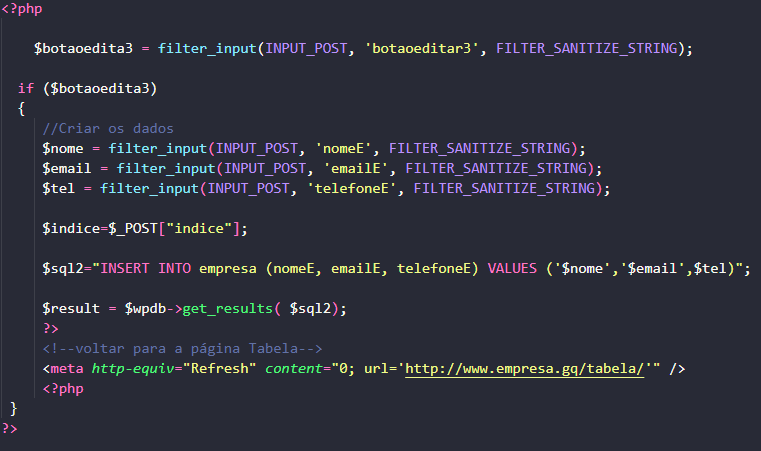 <?php
$botaoedita3 = filter_input(INPUT_POST, 'botaoeditar3', FILTER_SANITIZE_STRING);
if ($botaoedita3)
{
//Criar os dados
$nome = filter_input(INPUT_POST, 'nomeE', FILTER_SANITIZE_STRING);
$email = filter_input(INPUT_POST, 'emailE', FILTER_SANITIZE_STRING);
$tel = filter_input(INPUT_POST, 'telefoneE', FILTER_SANITIZE_STRING);
$indice=$_POST["indice"];
$sql2="INSERT INTO empresa (nomeE, emailE, telefoneE) VALUES ('$nome','$email',$tel)";
$result = $wpdb->get_results( $sql2);
?>
<!--voltar para a página Tabela-->
<meta http-equiv="Refresh" content="0; url='http://www.empresa.gq/tabela/'" />
<?php
}
?>